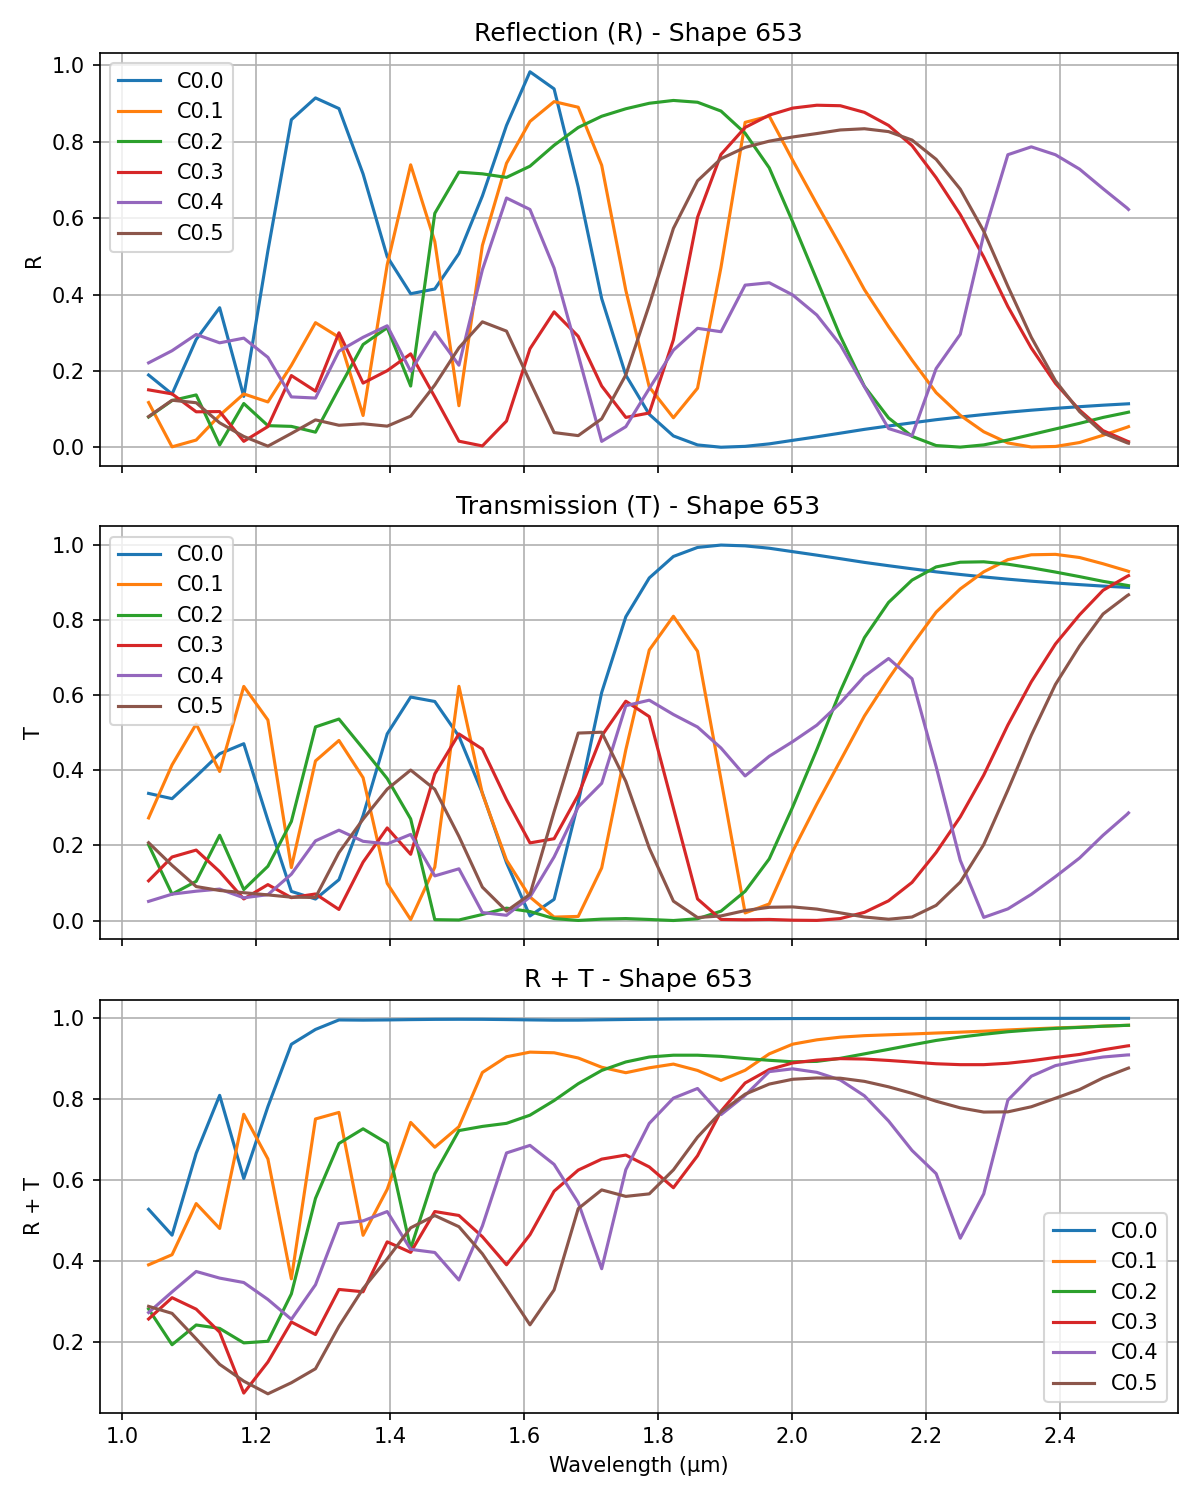 Reflection (R) - Shape 653
1.0
0.8
0.6
0.4
0.2
0.0
R
C0.0
C0.1
C0.2
C0.3
C0.4
C0.5
Transmission (T) - Shape 653
1.0
0.8
0.6
0.4
0.2
0.0
T
C0.0
C0.1
C0.2
C0.3
C0.4
C0.5
R + T - Shape 653
1.0
0.8
0.6
0.4
0.2
R + T
C0.0
C0.1
C0.2
C0.3
C0.4
C0.5
1.0 1.2 1.4 1.6 1.8 2.0 2.2 2.4
Wavelength (μm)